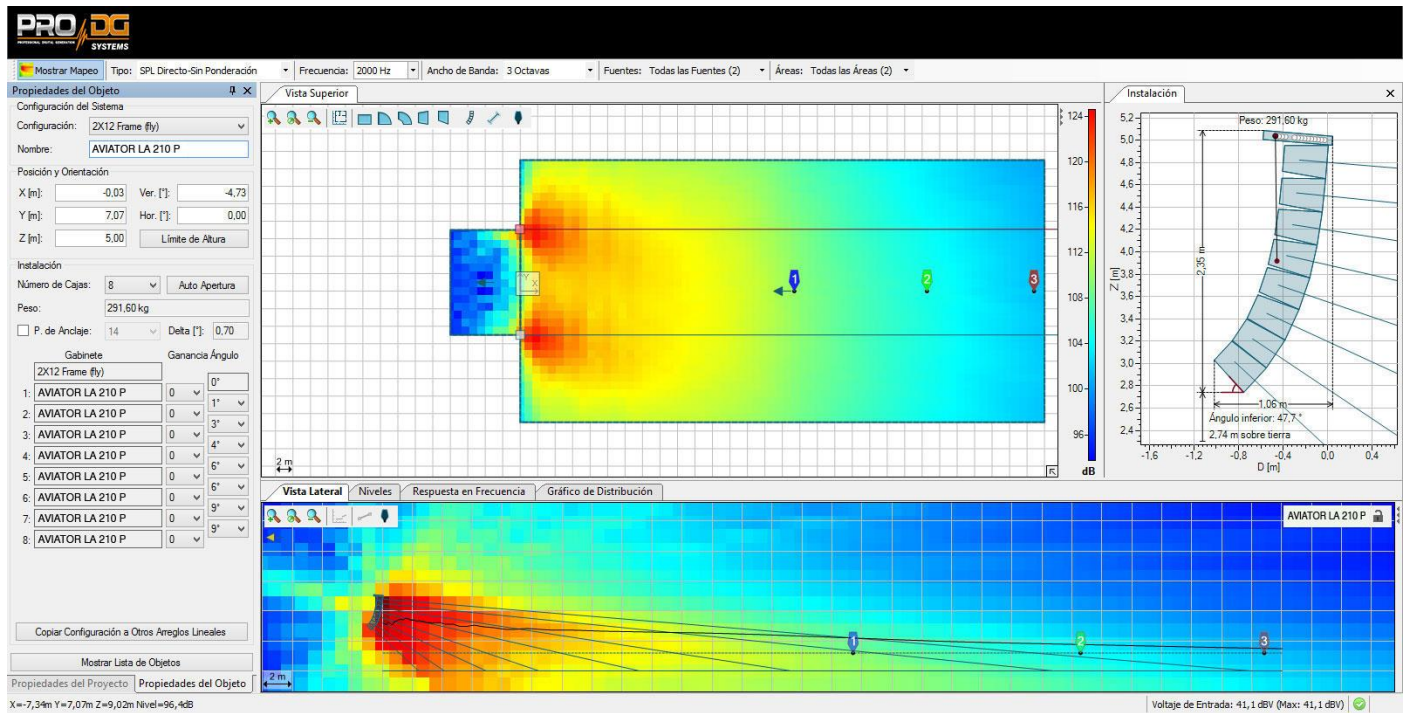 PRO DG
PROFESSIONAL DIGITAL GENERATION
SYSTEMS
Mostrar Mapeo Tipo: SPL Directo-Sin Ponderación Frecuencia: 2000 Hz Ancho de Banda: 3 Octavas Fuentes: Todas las Fuentes (2) Áreas: Todas las Áreas (2)
Propiedades del Objeto
Configuración del Sistema
Configuración: 2X12 Frame (fly)
Nombre: AVIATOR LA 210 P
Posición y Orientación
X [m]: -0,03 Ver. [°]: -4,73
Y [m]: 7,07 Hor. [°]: 0,00
Z [m]: 5,00 Límite de Altura
Instalación
Número de Cajas: 8 Auto Apertura
Peso: 291,60 kg
P. de Anclaje: 14 Delta [°]: 0,70
Gabinete Ganancia Ángulo
2X12 Frame (fly)
0°
1: AVIATOR LA 210 P 0
1°
2: AVIATOR LA 210 P 0
3°
3: AVIATOR LA 210 P 0
4°
4: AVIATOR LA 210 P 0
6°
5: AVIATOR LA 210 P 0
6°
6: AVIATOR LA 210 P 0
9°
7: AVIATOR LA 210 P 0
9°
8: AVIATOR LA 210 P 0
Copiar Configuración a Otros Arreglos Lineales
Mostrar Lista de Objetos
Propiedades del Proyecto Propiedades del Objeto
Vista Superior
Y
X
1
2
3
2 m
124
120
116
112
108
104
100
96
dB
Instalación
Peso: 291,60 kg
5,2
5,0
4,8
4,6
4,4
4,2
4,0
3,8
3,6
3,4
3,2
3,0
2,8
2,6
2,4
Z [m]
2,35 m
1,06 m
Ángulo inferior: 47,7 °
2,74 m sobre tierra
-1,6 -1,2 -0,8 -0,4 0,0 0,4
D [m]
Vista Lateral Niveles Respuesta en Frecuencia Gráfico de Distribución
AVIATOR LA 210 P
1
2
3
2 m
X=-7,34m Y=7,07m Z=9,02m Nivel=96,4dB
Voltaje de Entrada: 41,1 dBV (Max: 41,1 dBV)